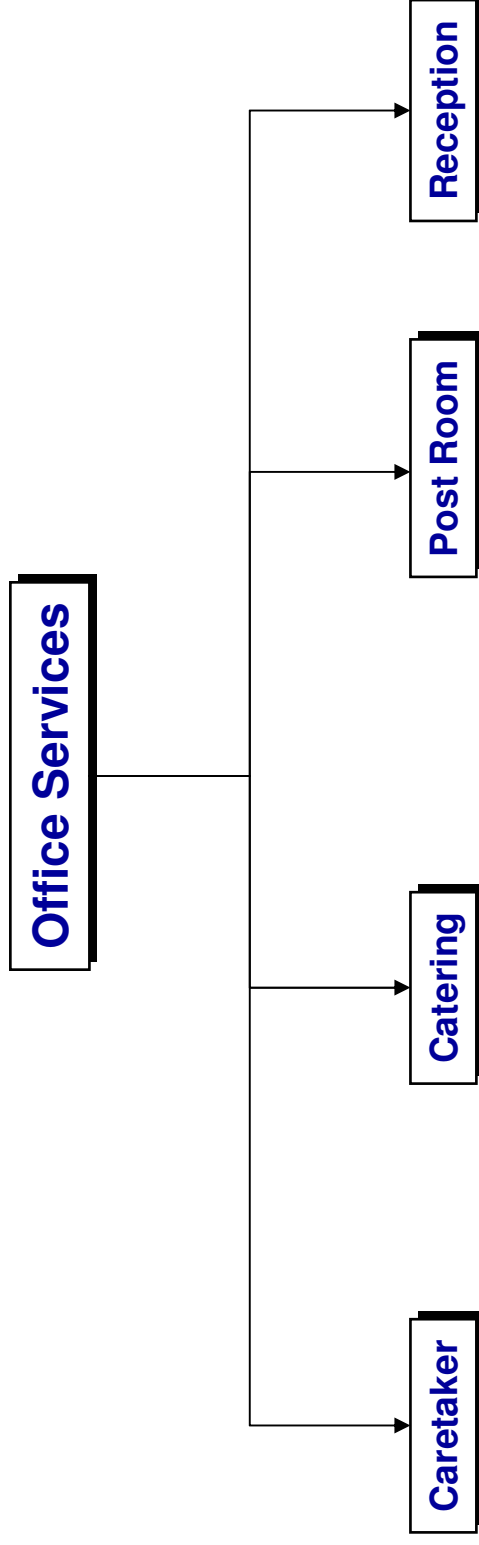 Office Services
Caretaker
Catering
Post Room
Reception